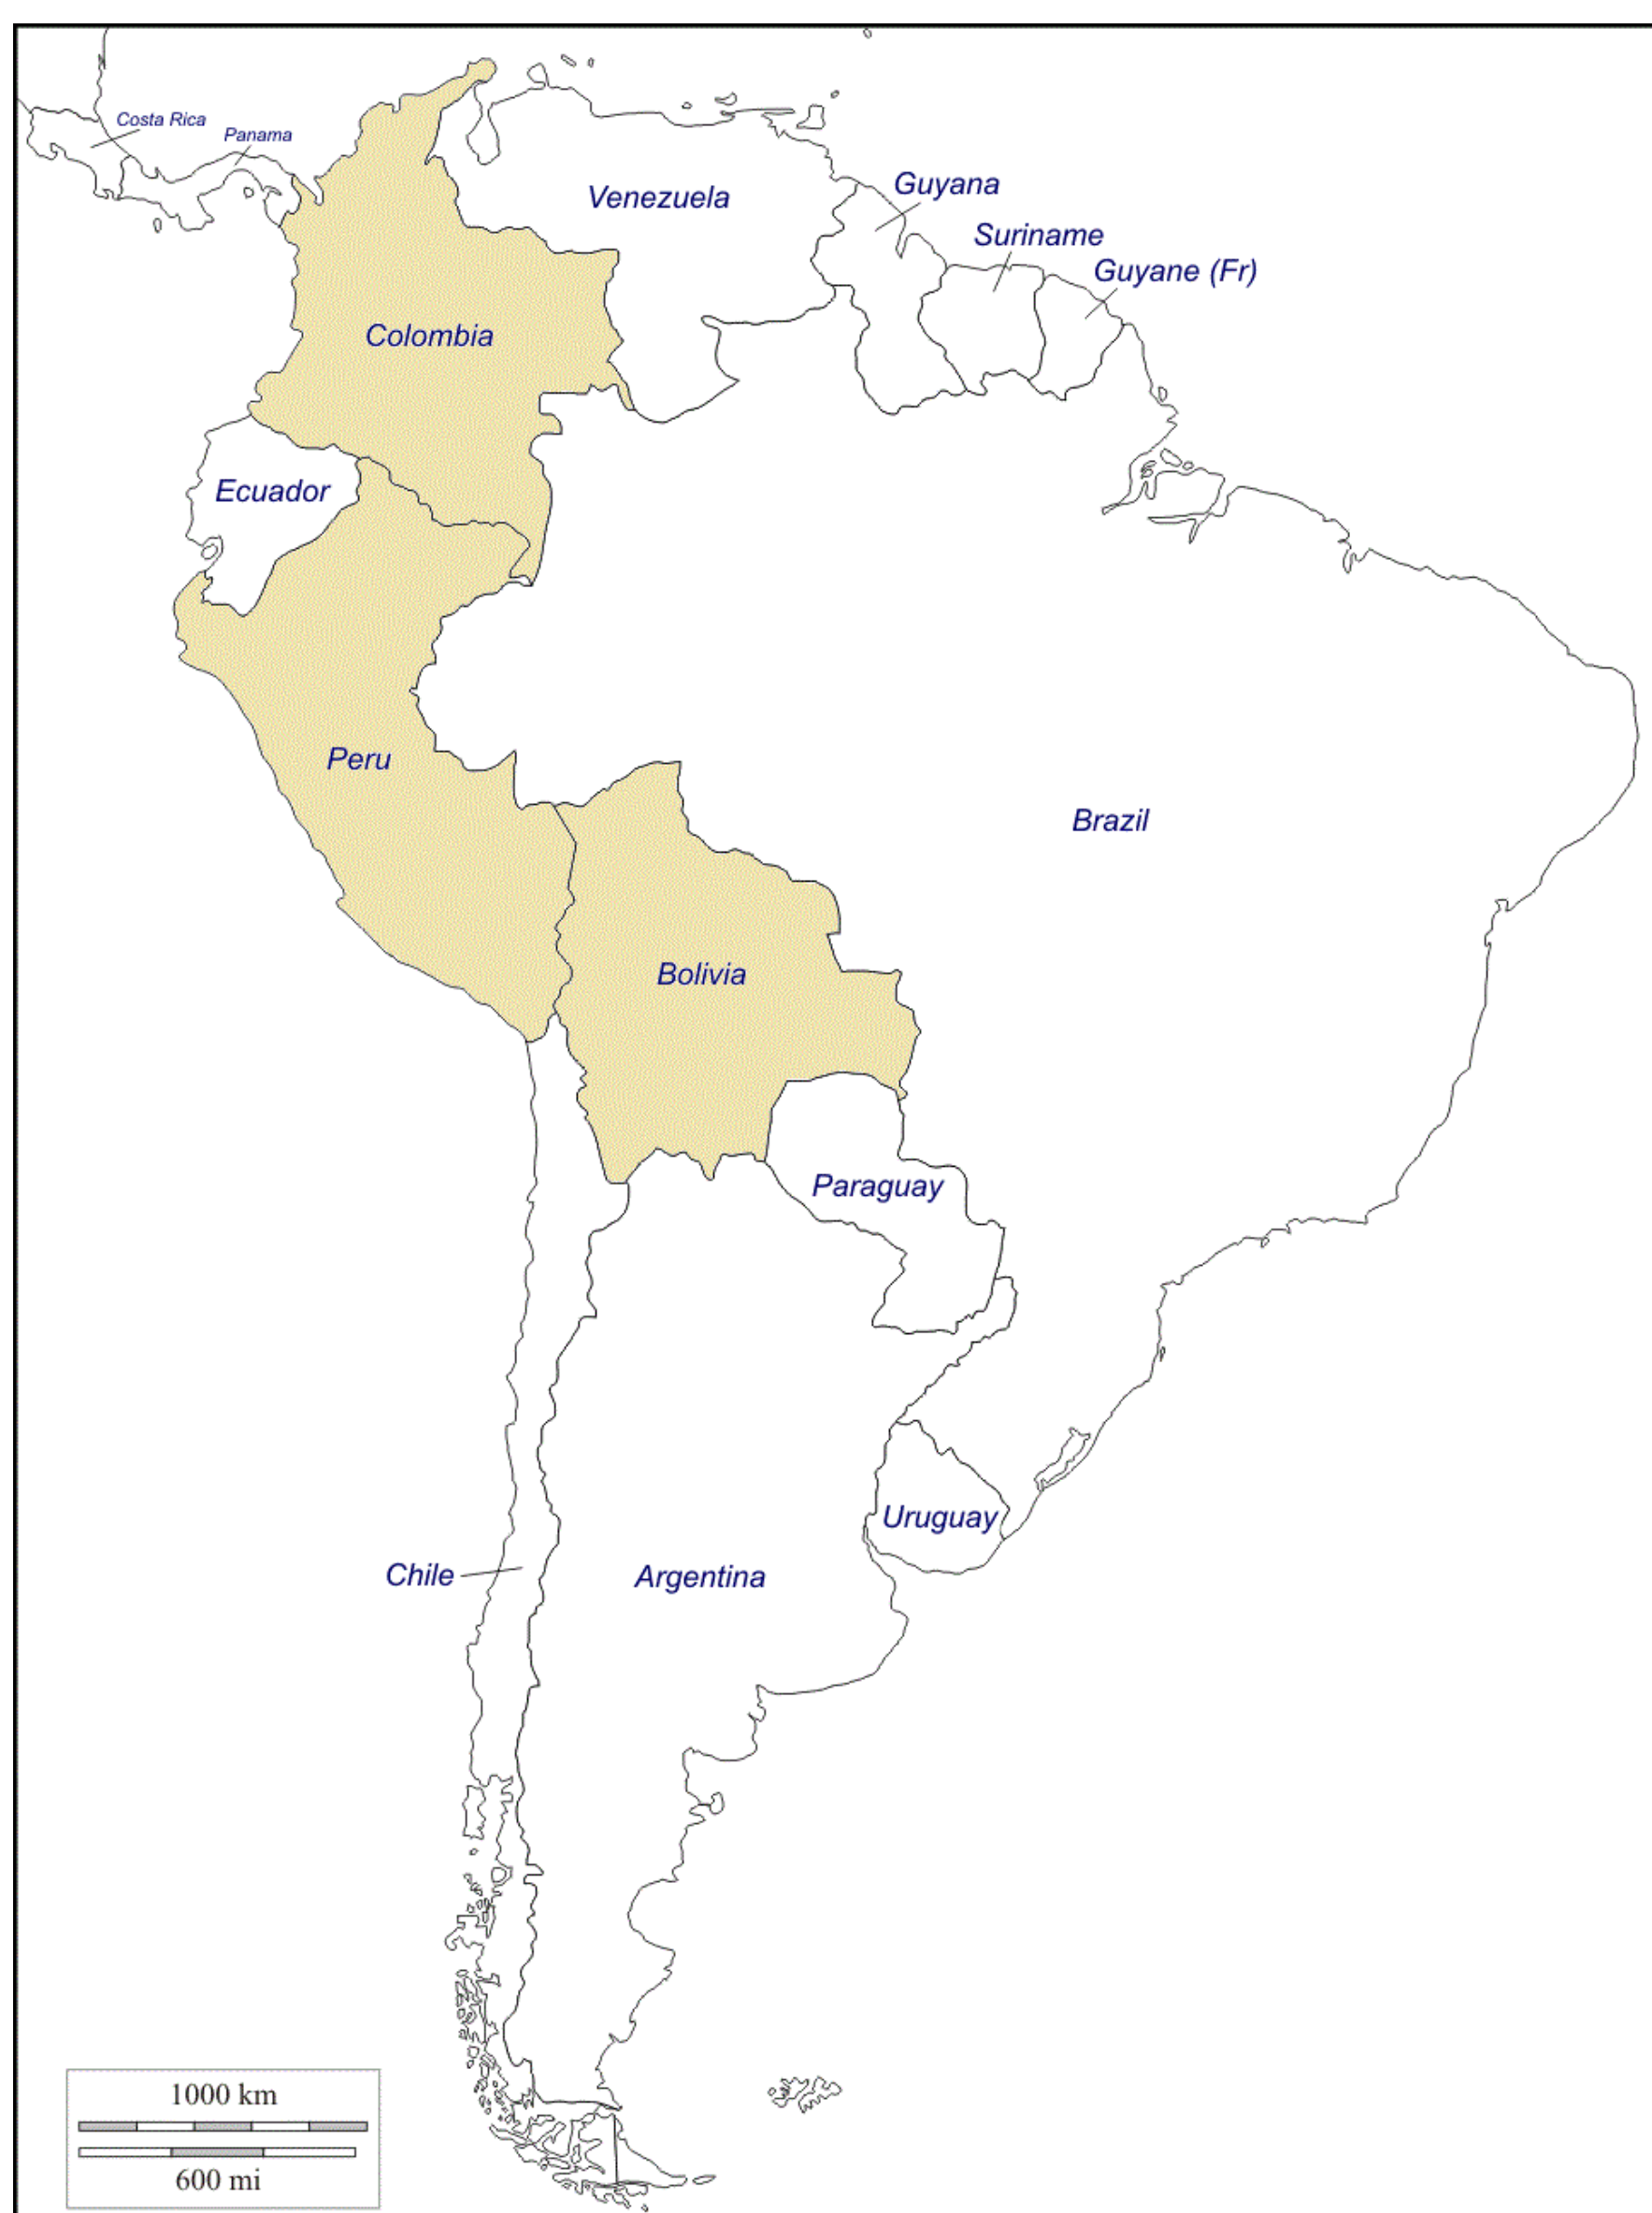 Costa Rica
Panama
Venezuela
Guyana
Suriname
Guyane (Fr)
Colombia
Ecuador
Peru
Brazil
Bolivia
Paraguay
Uruguay
Chile
Argentina
1000 km
600 mi